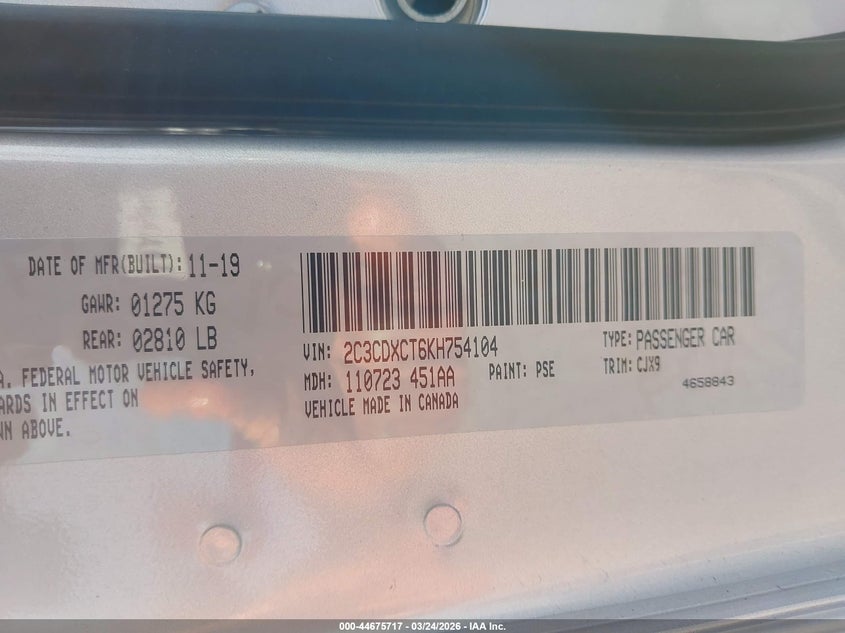 DATE OF MFR(BUILT): 11-19
GAWR: 01275 KG
REAR: 02810 LB
A. FEDERAL MOTOR VEHICLE SAFETY,
ARDS IN EFFECT ON
WN ABOVE.
VIN: 2C3CDXCT6KH754104
TYPE: PASSENGER CAR
MDH: 110723 451AA
PAINT: PSE
TRIM: CJX9
VEHICLE MADE IN CANADA
4658843
000-44675717 - 03/24/2026 - IAA Inc.